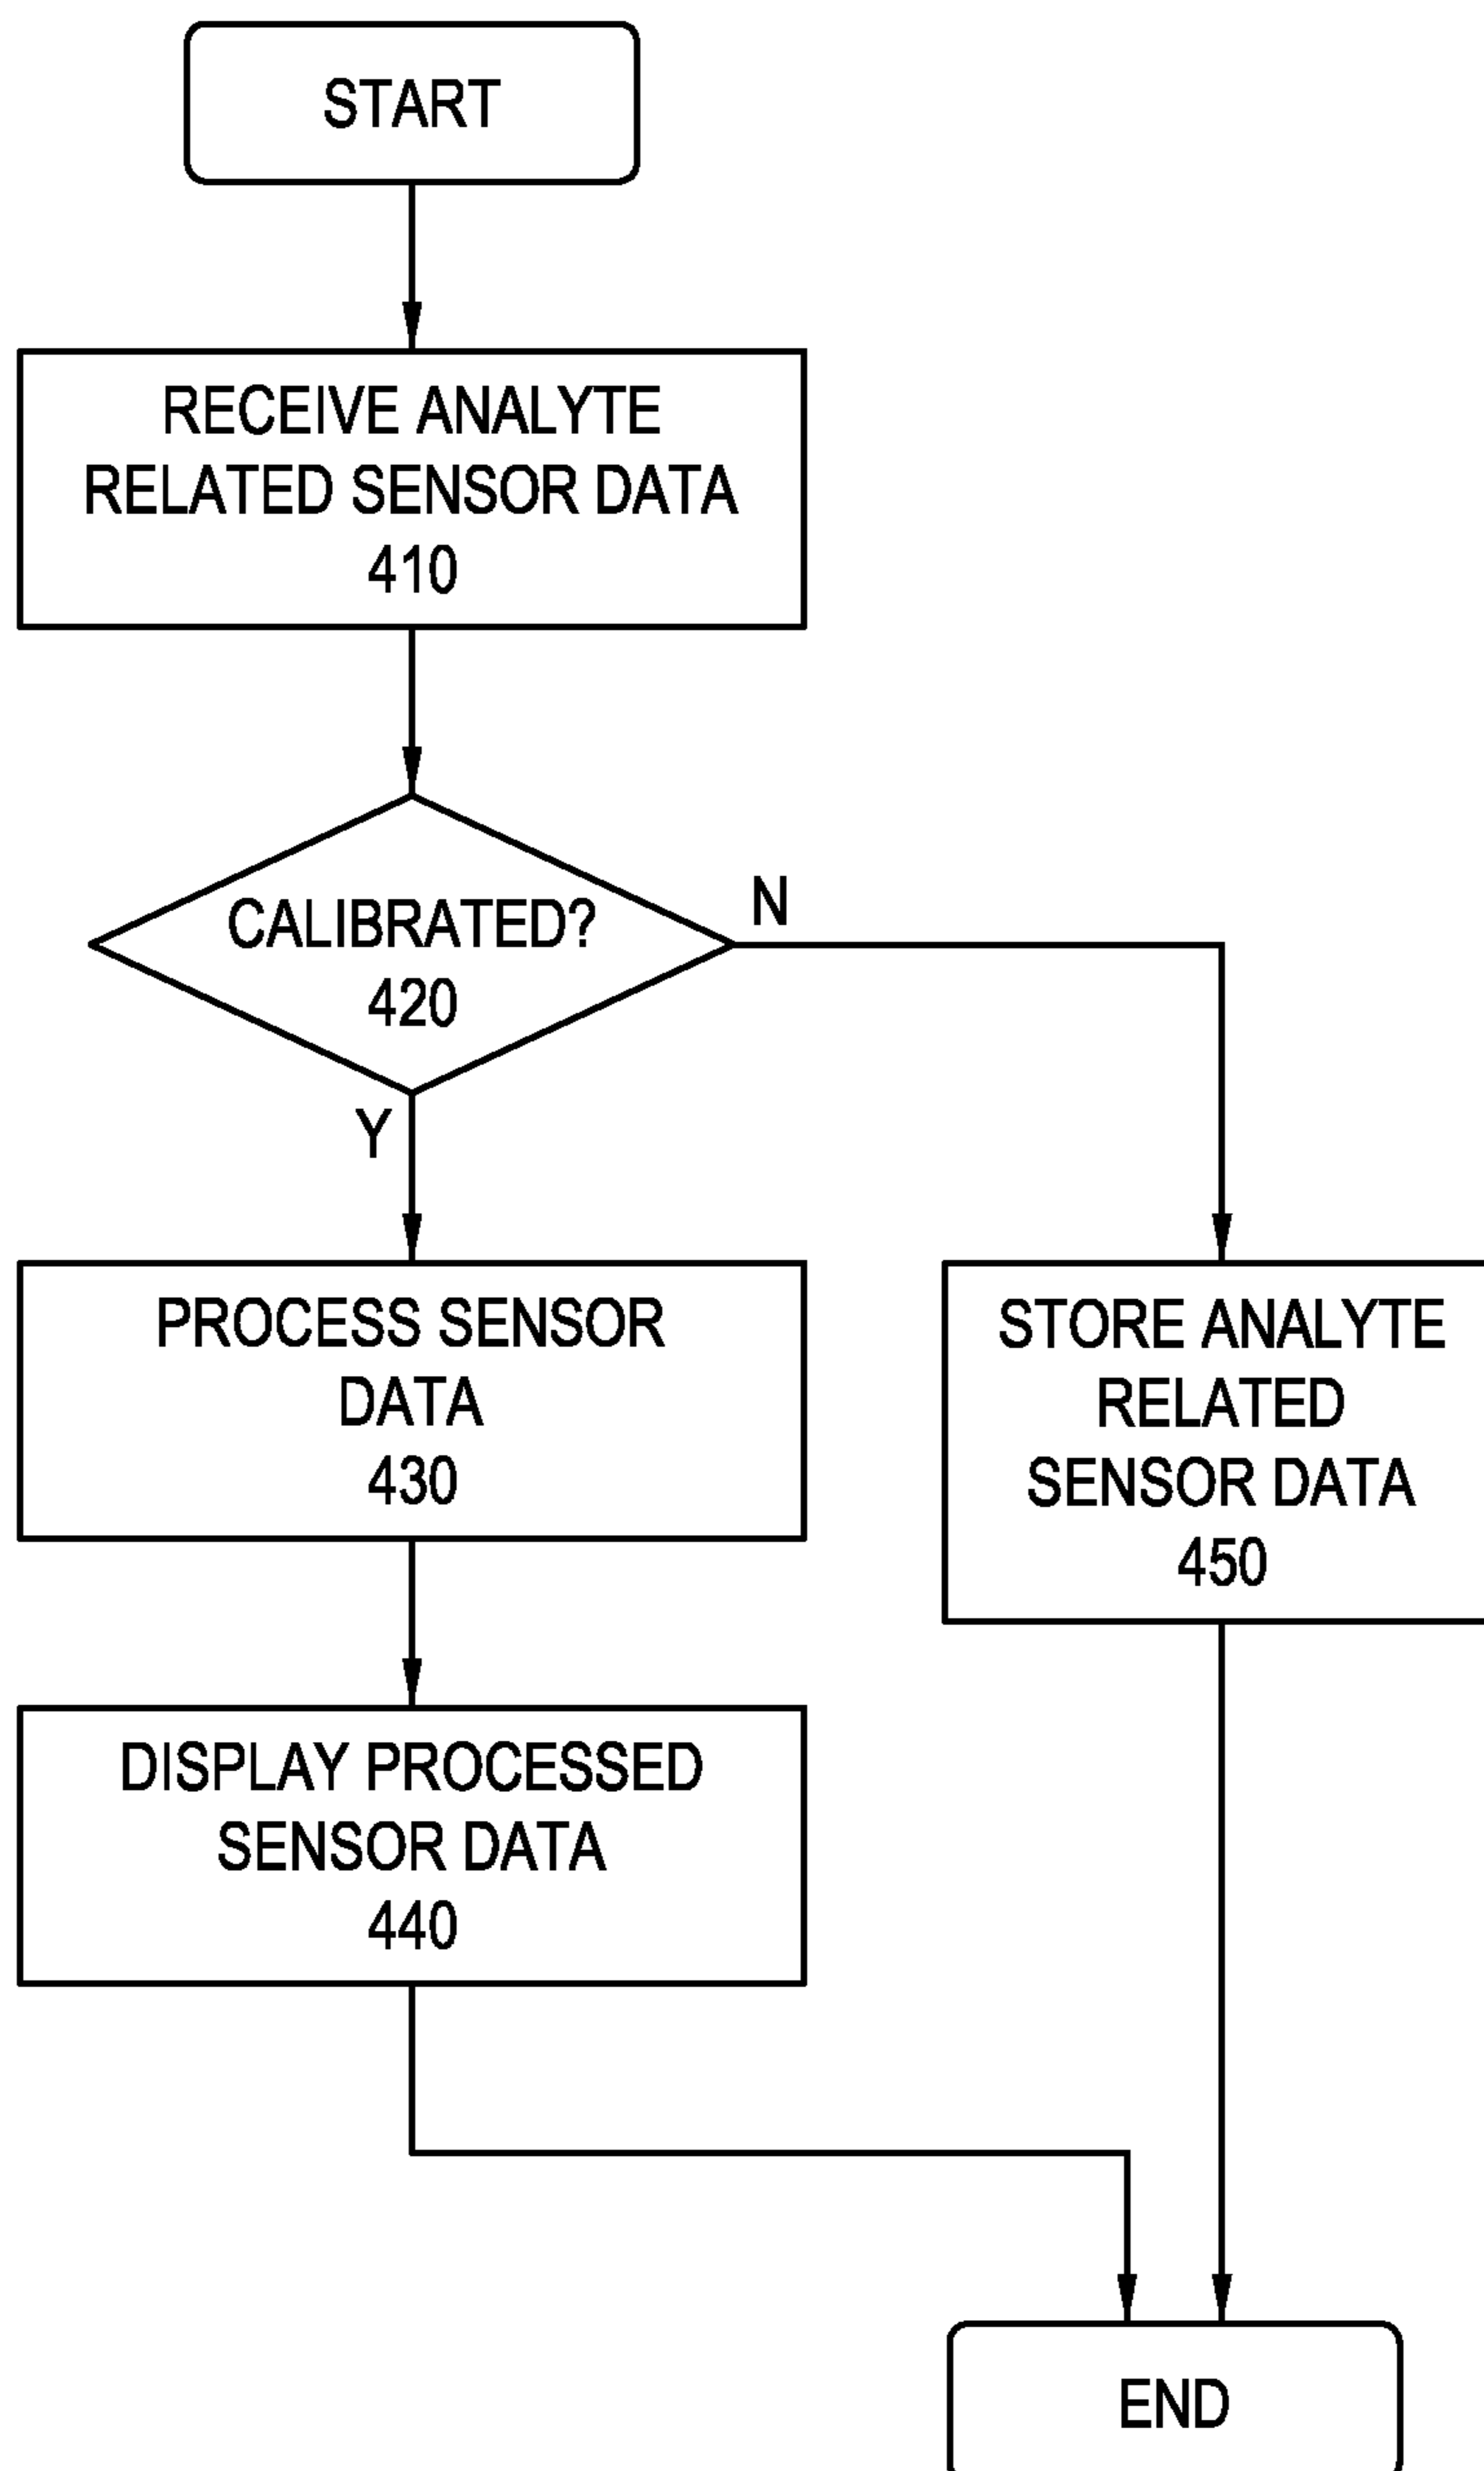 START
RECEIVE ANALYTE
RELATED SENSOR DATA
410
CALIBRATED?
420
N
Y
PROCESS SENSOR
DATA
430
STORE ANALYTE
RELATED
SENSOR DATA
450
DISPLAY PROCESSED
SENSOR DATA
440
END